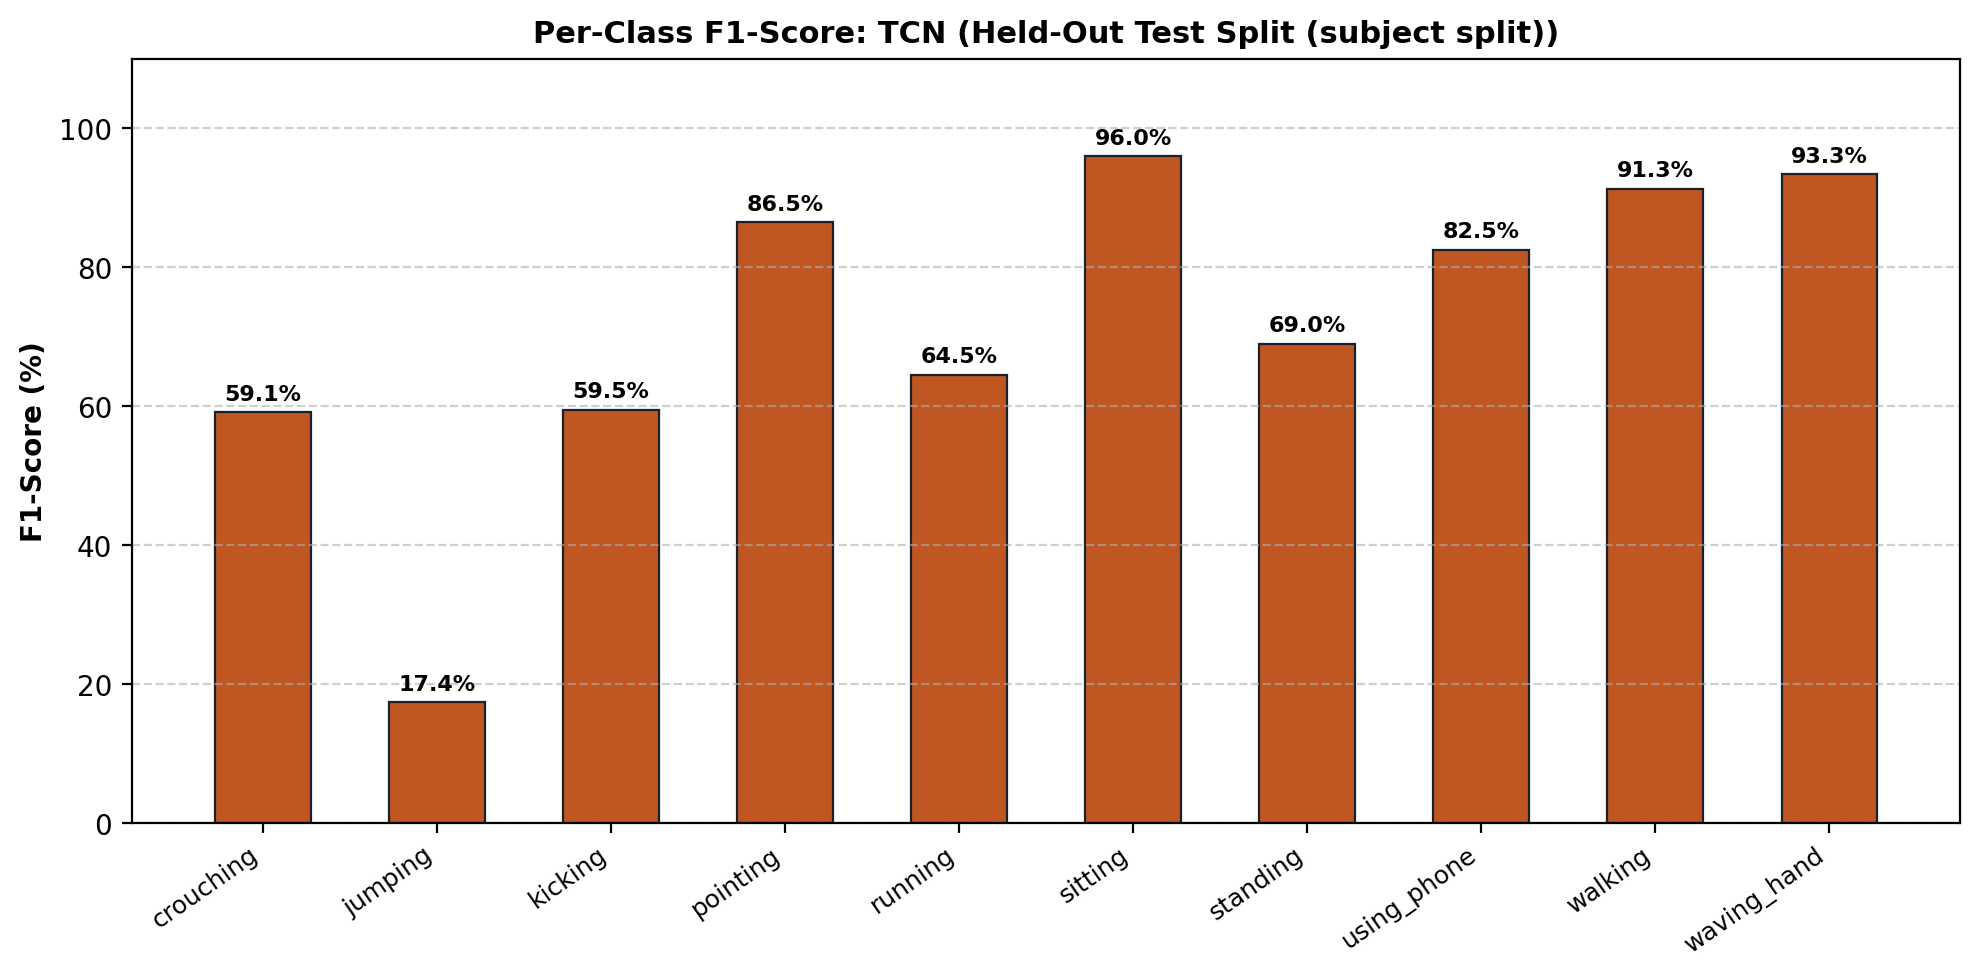 Per-Class F1-Score: TCN (Held-Out Test Split (subject split))
F1-Score (%)
100
80
60
40
20
0
59.1%
17.4%
59.5%
86.5%
64.5%
96.0%
69.0%
82.5%
91.3%
93.3%
crouching
jumping
kicking
pointing
running
sitting
standing
using_phone
walking
waving_hand